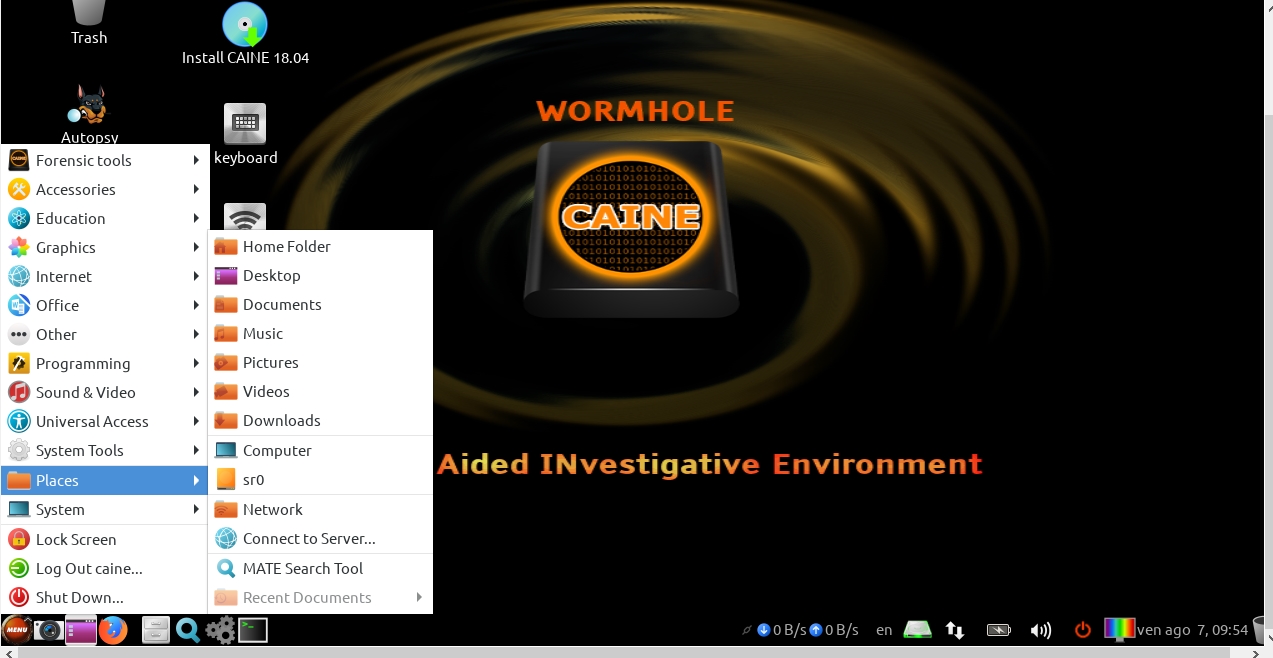 Trash
Install CAINE 18.04
Autopsy
keyboard
WORMHOLE
CAINE
Aided INvestigative Environment
Forensic tools
Accessories
Education
Graphics
Internet
Office
Other
Programming
Sound & Video
Universal Access
System Tools
Places
System
Lock Screen
Log Out caine...
Shut Down...
Home Folder
Desktop
Documents
Music
Pictures
Videos
Downloads
Computer
sr0
Network
Connect to Server...
MATE Search Tool
Recent Documents
MENU
0 B/s 0 B/s en ven ago 7, 09:54